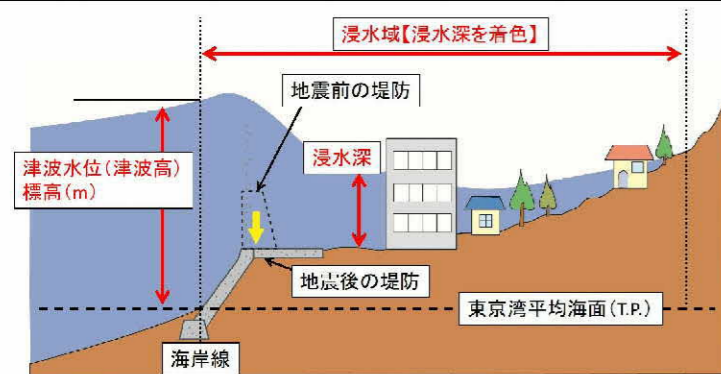 浸水域【浸水深を着色】
地震前の堤防
浸水深
津波水位(津波高)
標高(m)
地震後の堤防
東京湾平均海面(T.P.)
海岸線